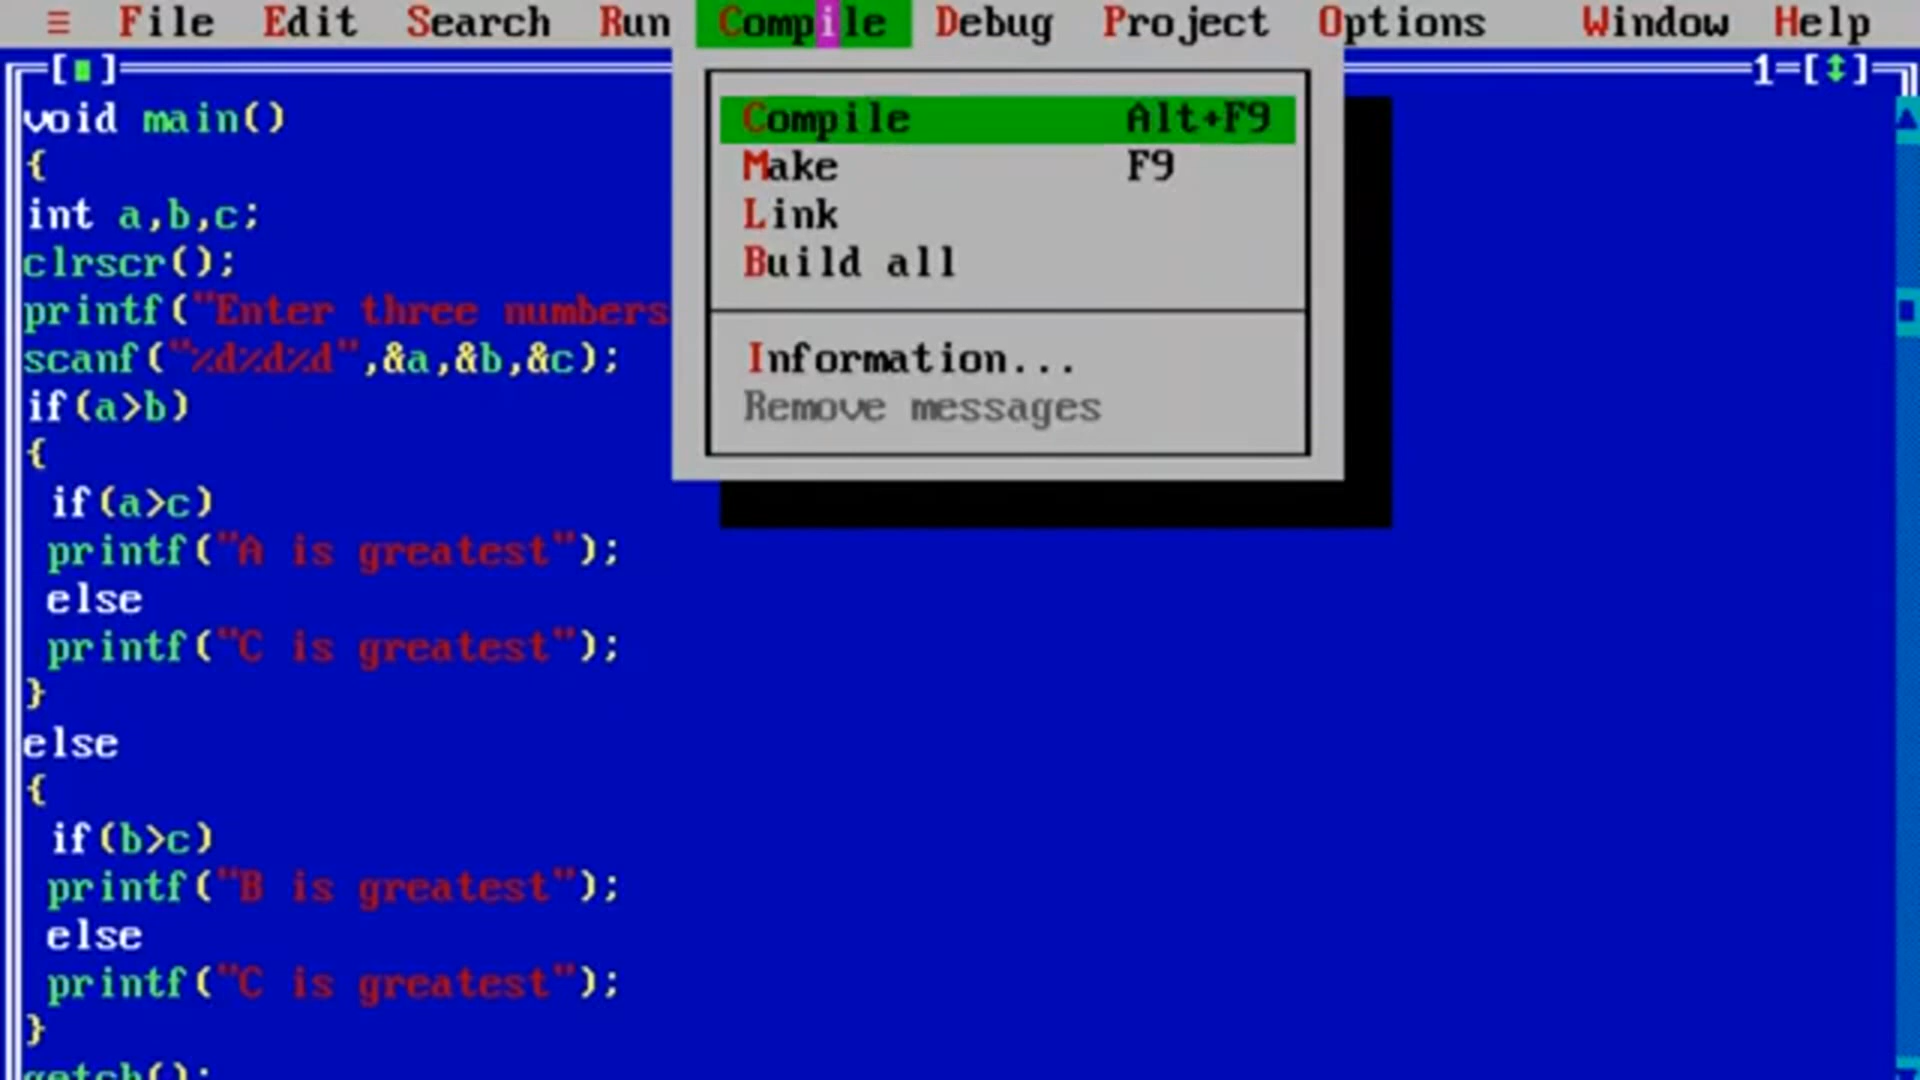 ≡ File Edit Search Run Compile Debug Project Options Window Help
[■] 1=[↕]
Compile Alt+F9
Make F9
Link
Build all
Information...
Remove messages
void main()
{
int a,b,c;
clrscr();
printf("Enter three numbers
scanf("%d%d%d",&a,&b,&c);
if(a>b)
{
if(a>c)
printf("A is greatest");
else
printf("C is greatest");
}
else
{
if(b>c)
printf("B is greatest");
else
printf("C is greatest");
}
getch();